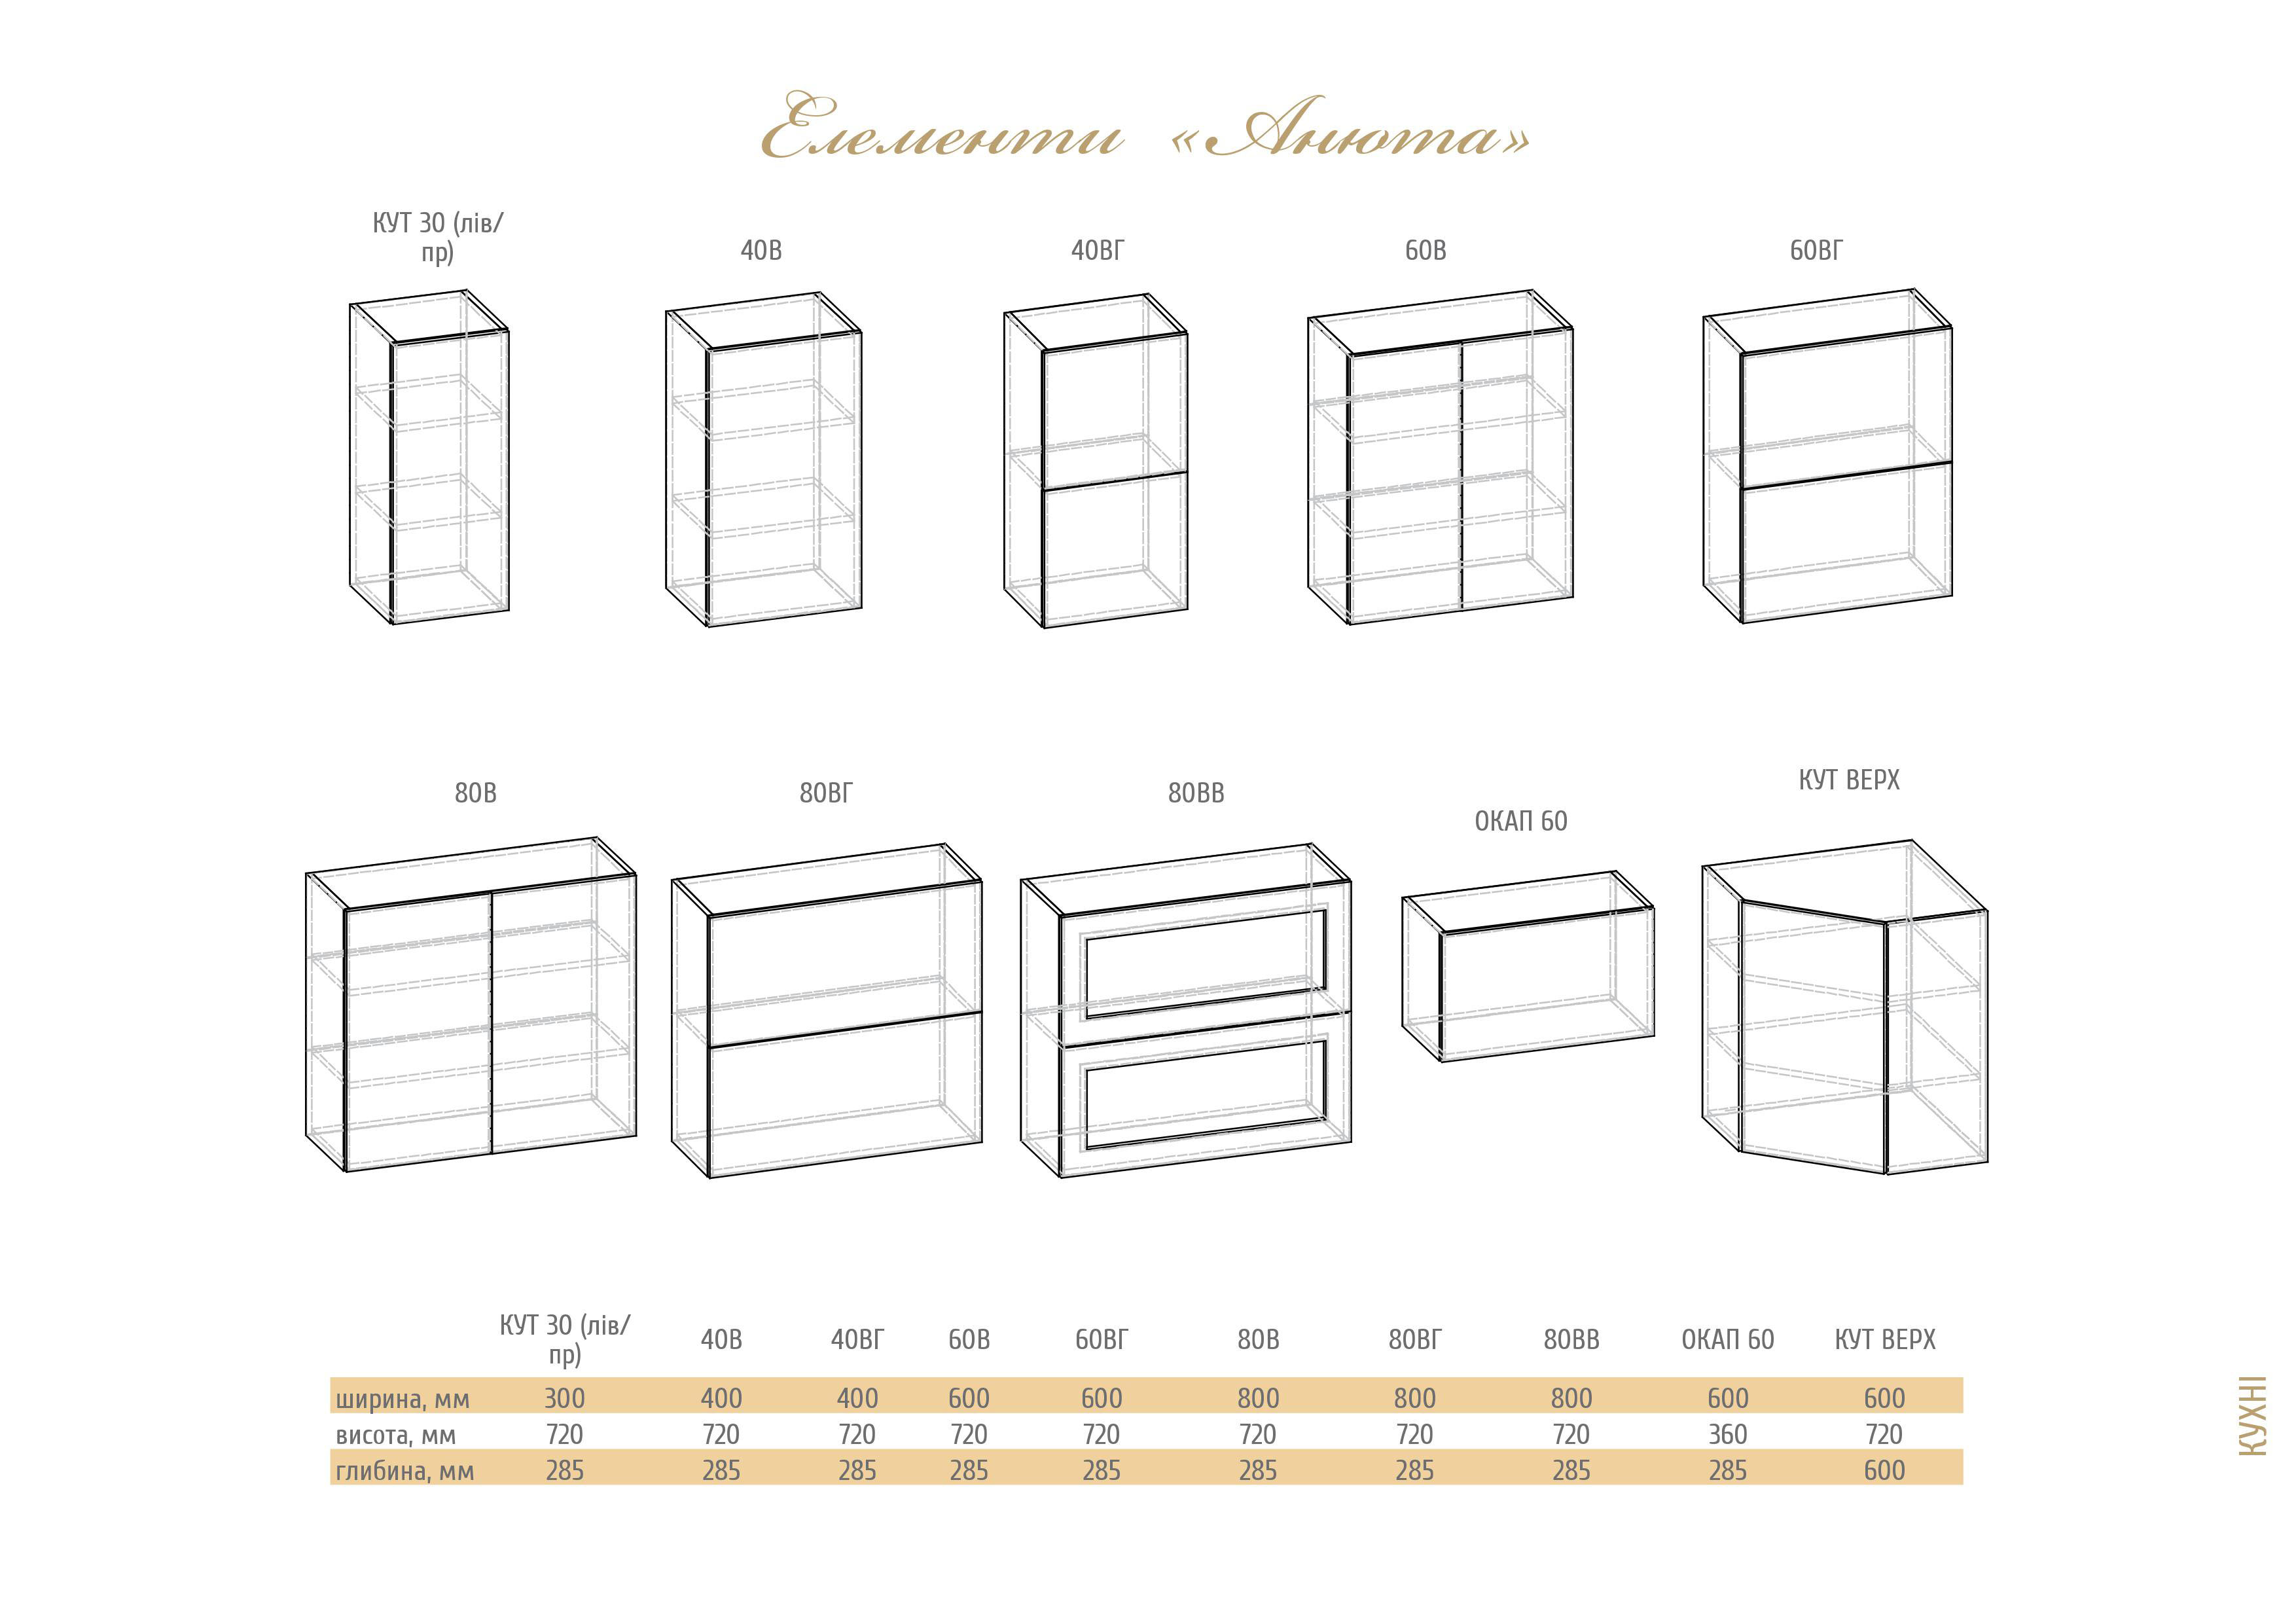 Елементи «Анюта»
КУТ 30 (лів/
пр)
40В
40ВГ
60В
60ВГ
80В
80ВГ
80ВВ
ОКАП 60
КУТ ВЕРХ
КУТ 30 (лів/
пр) 40В 40ВГ 60В 60ВГ 80В 80ВГ 80ВВ ОКАП 60 КУТ ВЕРХ
ширина, мм 300 400 400 600 600 800 800 800 600 600
висота, мм 720 720 720 720 720 720 720 720 360 720
глибина, мм 285 285 285 285 285 285 285 285 285 600
КУХНІ